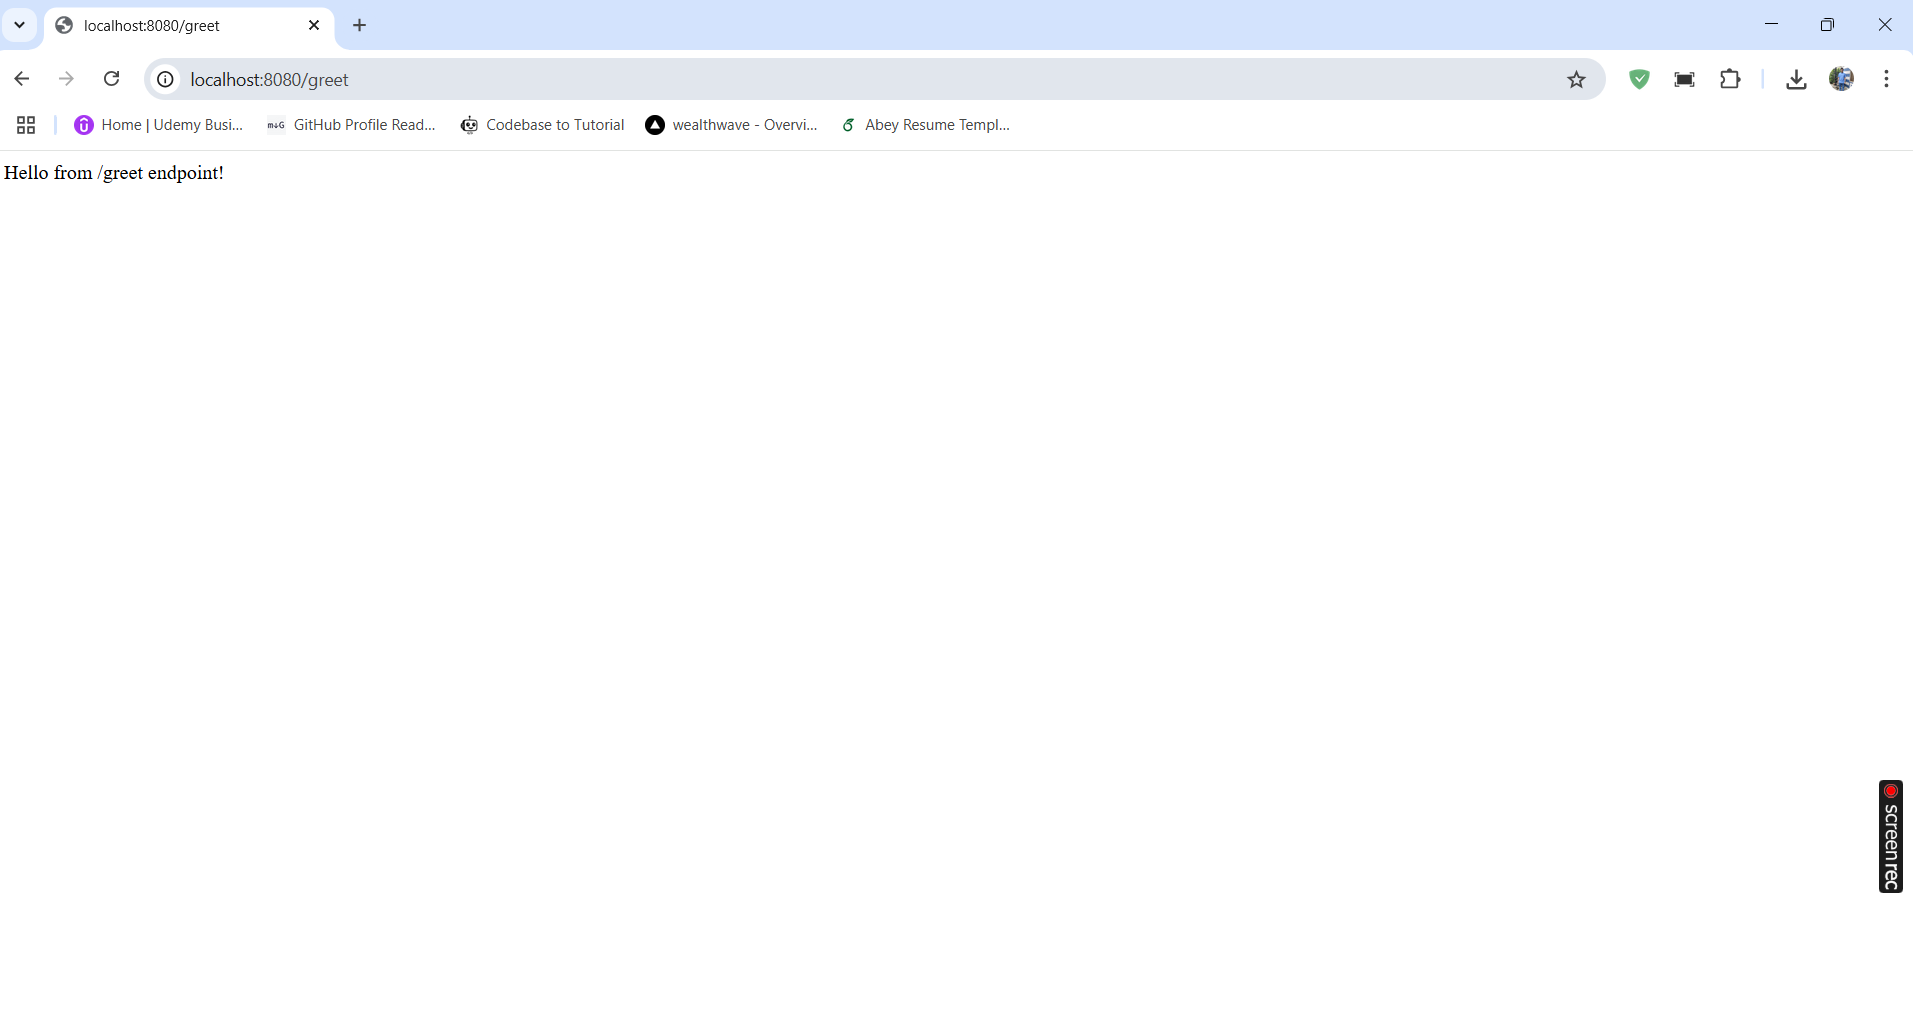 localhost:8080/greet
localhost:8080/greet
Home | Udemy Busi...
m↓G GitHub Profile Read...
Codebase to Tutorial
wealthwave - Overvi...
Abey Resume Templ...
Hello from /greet endpoint!
screenrec